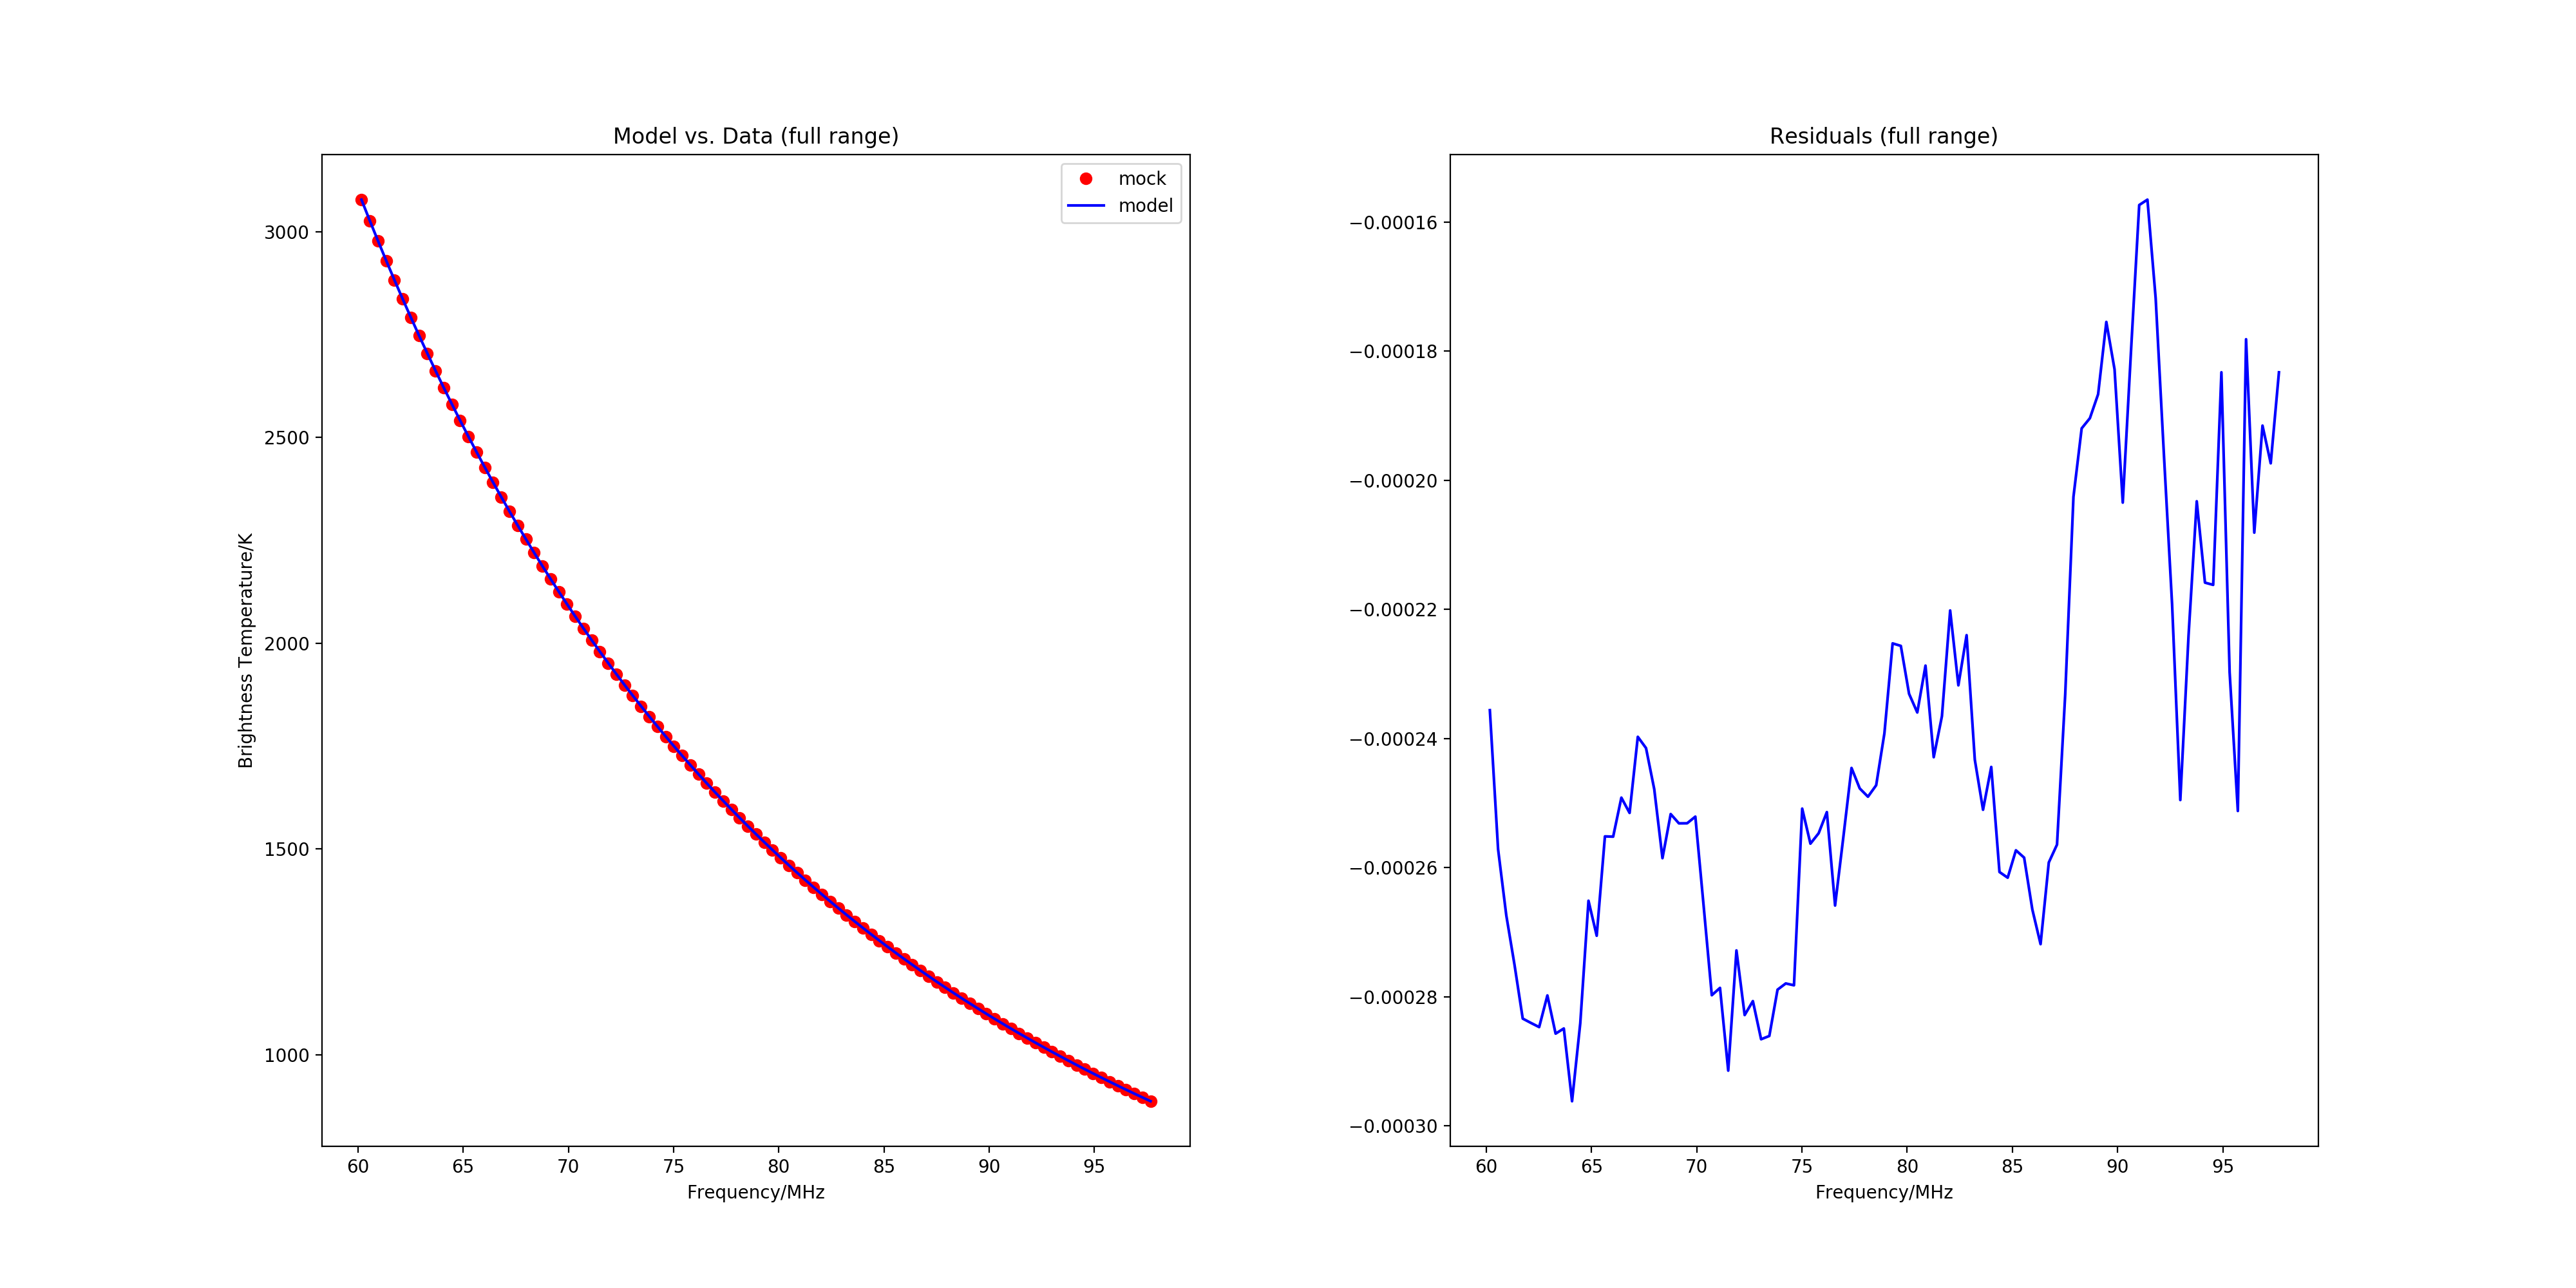 Model vs. Data (full range)
mock
model
3000
2500
2000
1500
1000
Brightness Temperature/K
60 65 70 75 80 85 90 95
Frequency/MHz
Residuals (full range)
−0.00016
−0.00018
−0.00020
−0.00022
−0.00024
−0.00026
−0.00028
−0.00030
60 65 70 75 80 85 90 95
Frequency/MHz